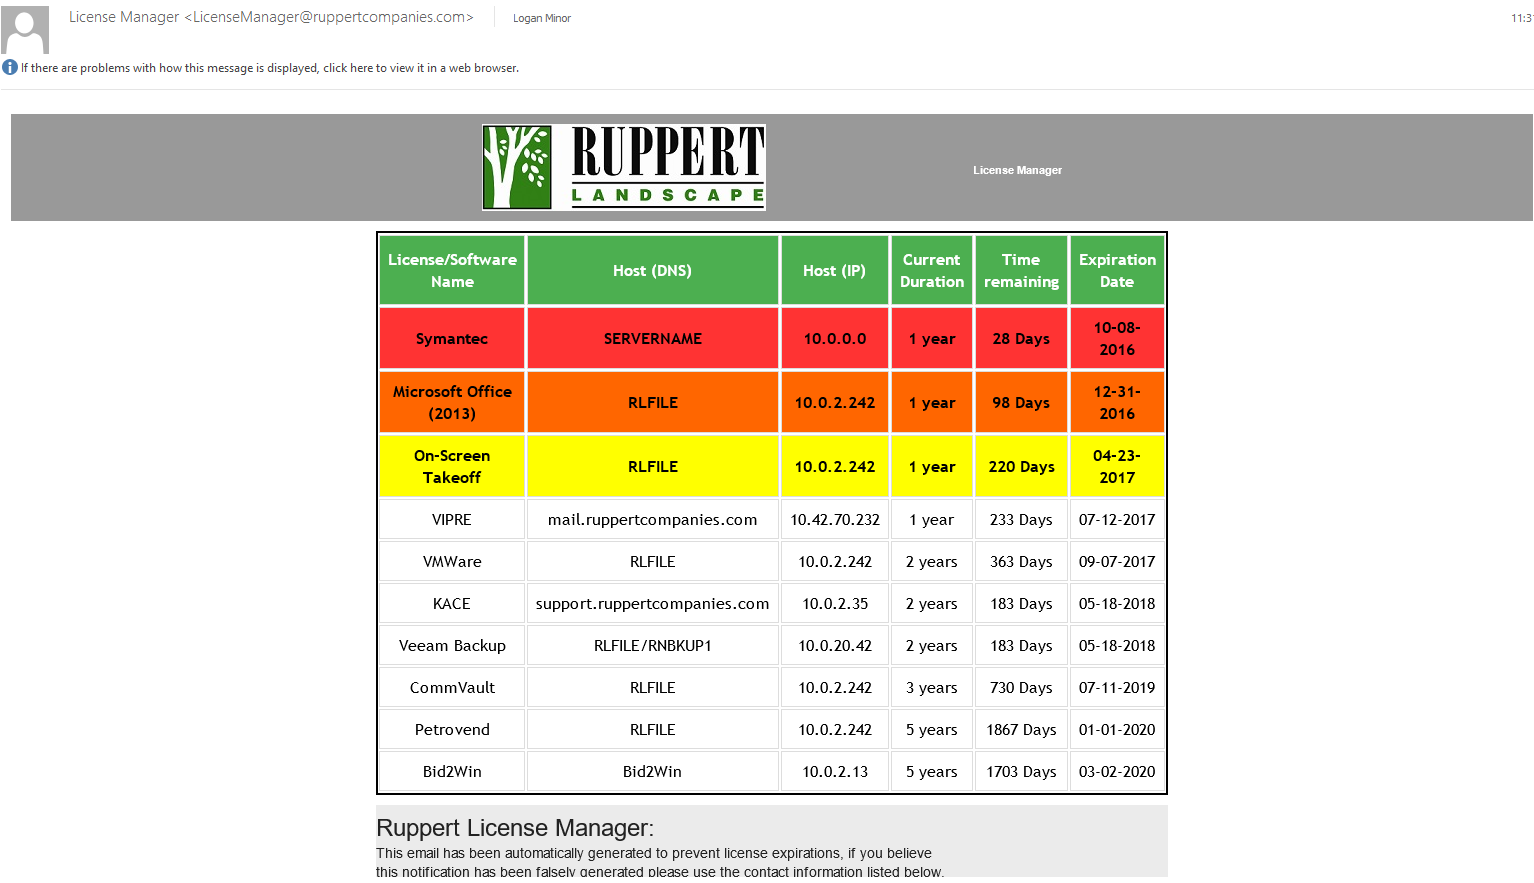 License Manager <LicenseManager@ruppertcompanies.com> Logan Minor 11:3
If there are problems with how this message is displayed, click here to view it in a web browser.
RUPPERT
LANDSCAPE
License Manager
License/Software Name Host (DNS) Host (IP) Current Duration Time remaining Expiration Date
Symantec SERVERNAME 10.0.0.0 1 year 28 Days 10-08-2016
Microsoft Office (2013) RLFILE 10.0.2.242 1 year 98 Days 12-31-2016
On-Screen Takeoff RLFILE 10.0.2.242 1 year 220 Days 04-23-2017
VIPRE mail.ruppertcompanies.com 10.42.70.232 1 year 233 Days 07-12-2017
VMWare RLFILE 10.0.2.242 2 years 363 Days 09-07-2017
KACE support.ruppertcompanies.com 10.0.2.35 2 years 183 Days 05-18-2018
Veeam Backup RLFILE/RNBKUP1 10.0.20.42 2 years 183 Days 05-18-2018
CommVault RLFILE 10.0.2.242 3 years 730 Days 07-11-2019
Petrovend RLFILE 10.0.2.242 5 years 1867 Days 01-01-2020
Bid2Win Bid2Win 10.0.2.13 5 years 1703 Days 03-02-2020
Ruppert License Manager:
This email has been automatically generated to prevent license expirations, if you believe
this notification has been falsely generated please use the contact information listed below.